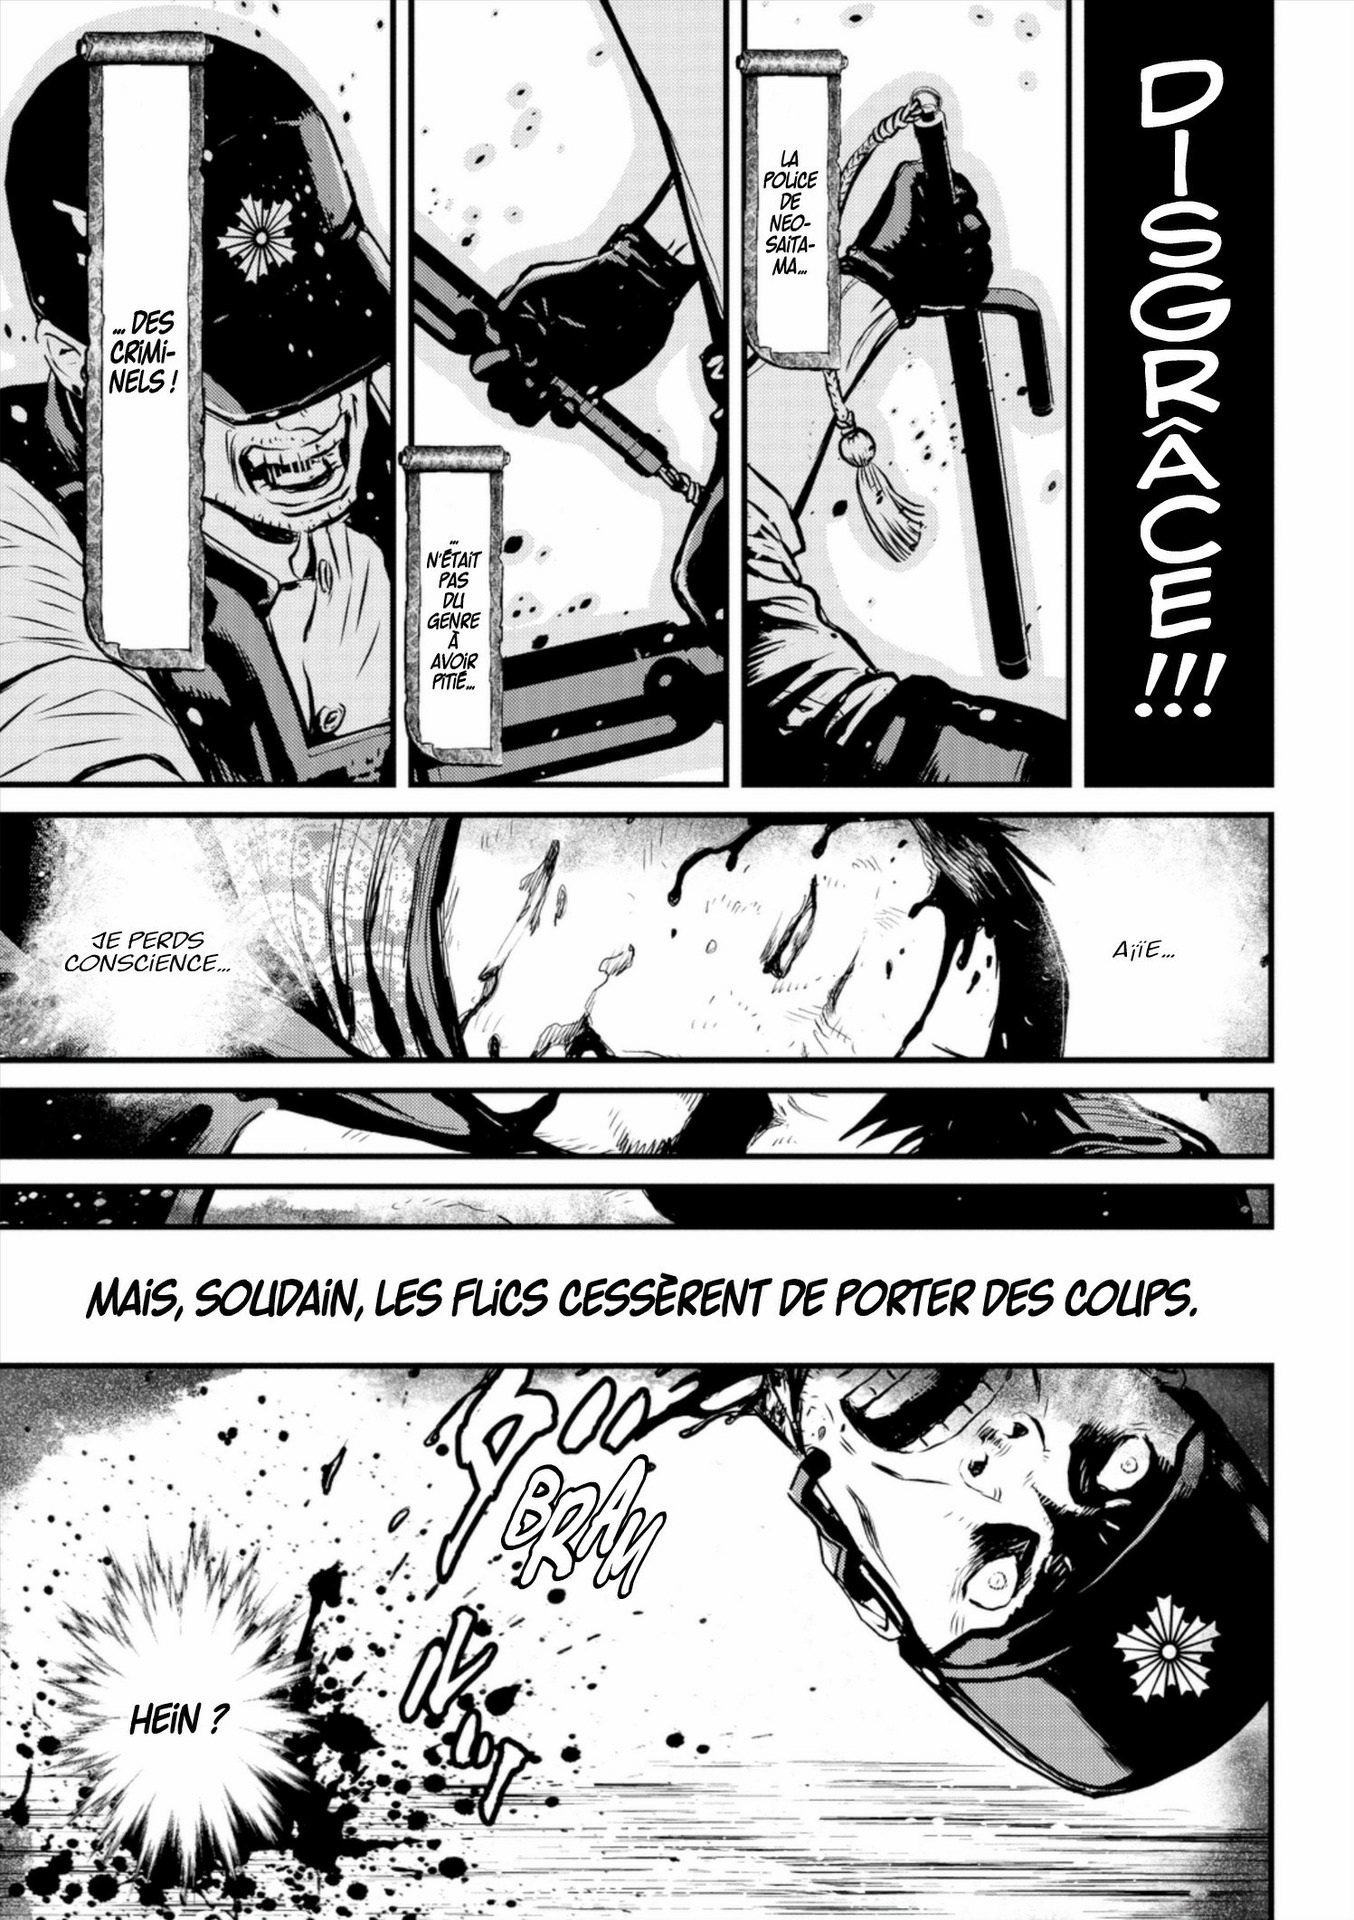 DISGRÂCE !!!
LA
POLICE
DE
NEO-
SAITA-
MA...
...
N'ÉTAIT
PAS
DU
GENRE
À
AVOIR
PITIÉ...
... DES
CRIMI-
NELS !
AÏÏE...
JE PERDS
CONSCIENCE...
MAIS, SOUDAIN, LES FLICS CESSÈRENT DE PORTER DES COUPS.
BRAM
HEIN ?